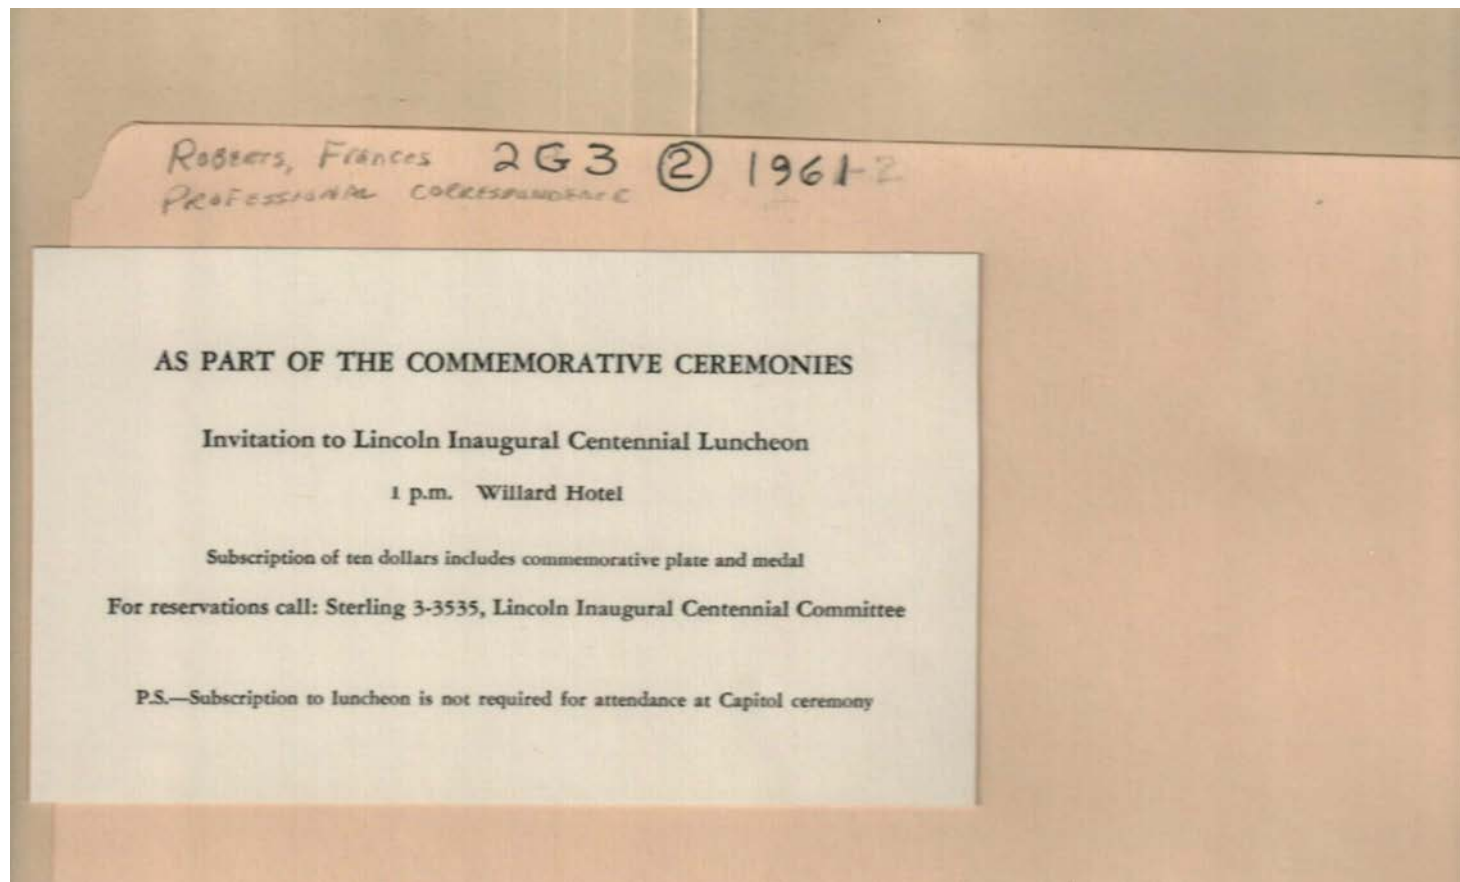 Roberts, Frances 2G3 ② 1961-2
PROFESSIONAL CORRESPONDENCE
AS PART OF THE COMMEMORATIVE CEREMONIES
Invitation to Lincoln Inaugural Centennial Luncheon
1 p.m. Willard Hotel
Subscription of ten dollars includes commemorative plate and medal
For reservations call: Sterling 3-3535, Lincoln Inaugural Centennial Committee
P.S.—Subscription to luncheon is not required for attendance at Capitol ceremony